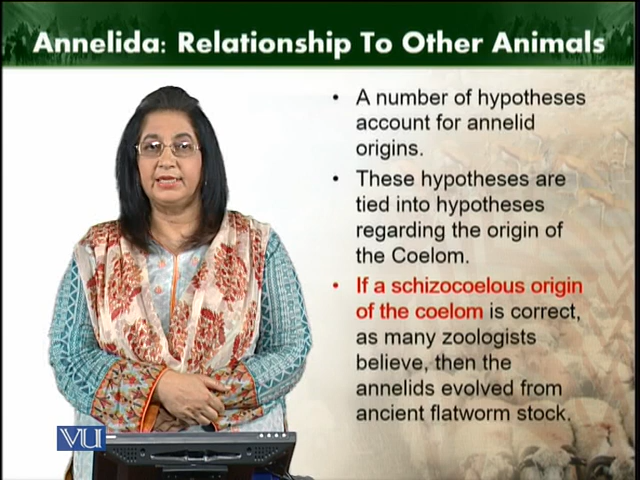 Annelida: Relationship To Other Animals
• A number of hypotheses
account for annelid
origins.
• These hypotheses are
tied into hypotheses
regarding the origin of
the Coelom.
• If a schizocoelous origin
of the coelom is correct,
as many zoologists
believe, then the
annelids evolved from
ancient flatworm stock.
VU